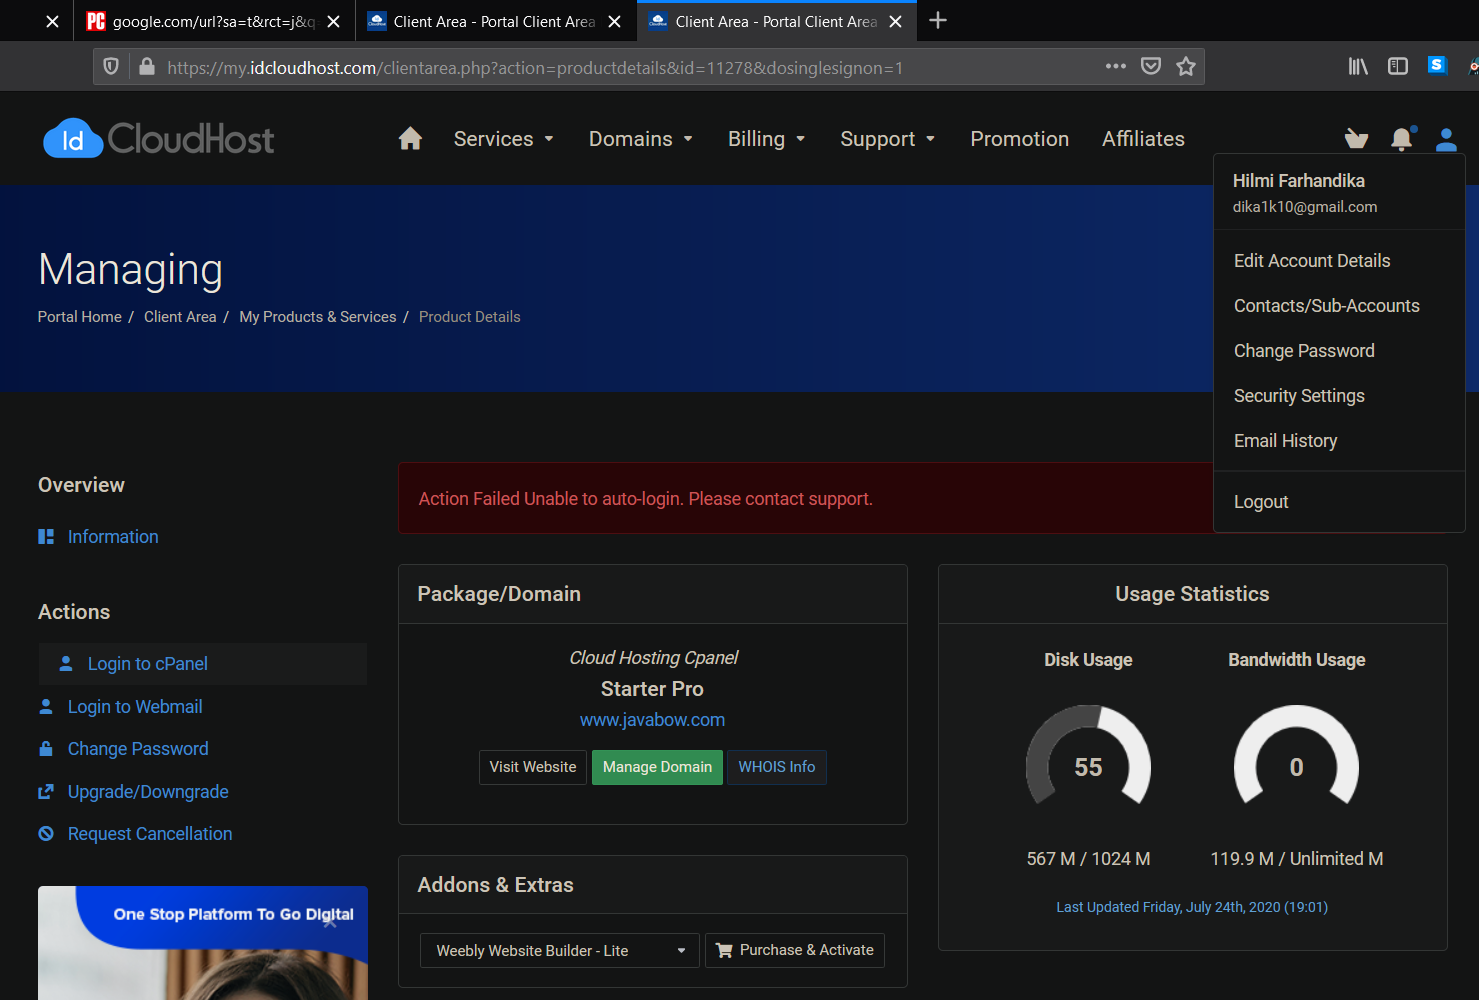 google.com/url?sa=t&rct=j&q=
Client Area - Portal Client Area
Client Area - Portal Client Area
https://my.idcloudhost.com/clientarea.php?action=productdetails&id=11278&dosinglesignon=1
Id CloudHost
Services
Domains
Billing
Support
Promotion
Affiliates
Hilmi Farhandika
dika1k10@gmail.com
Edit Account Details
Contacts/Sub-Accounts
Change Password
Security Settings
Email History
Logout
Managing
Portal Home / Client Area / My Products & Services / Product Details
Overview
Information
Actions
Login to cPanel
Login to Webmail
Change Password
Upgrade/Downgrade
Request Cancellation
One Stop Platform To Go Digital
Action Failed Unable to auto-login. Please contact support.
Package/Domain
Cloud Hosting Cpanel
Starter Pro
www.javabow.com
Visit Website
Manage Domain
WHOIS Info
Addons & Extras
Weebly Website Builder - Lite
Purchase & Activate
Usage Statistics
Disk Usage
55
567 M / 1024 M
Bandwidth Usage
0
119.9 M / Unlimited M
Last Updated Friday, July 24th, 2020 (19:01)